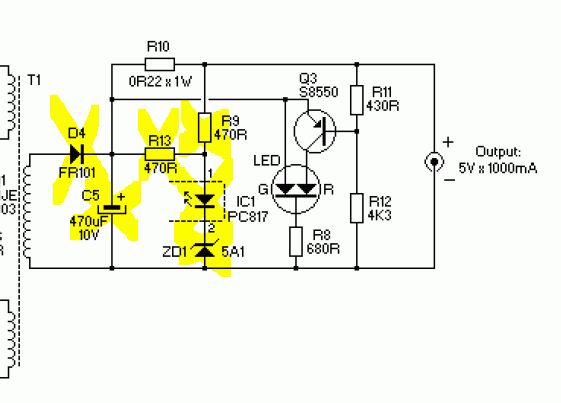 R10
T1
0R22 x 1W
Q3
S8550
R11
430R
D4
R9
470R
R13
FR101
470R
LED
1
G
R
IC1
PC817
+
Output:
5V x 1000mA
−
1
JE
303
C5
+
470uF
10V
2
R12
4K3
R8
680R
ZD1
5A1
R